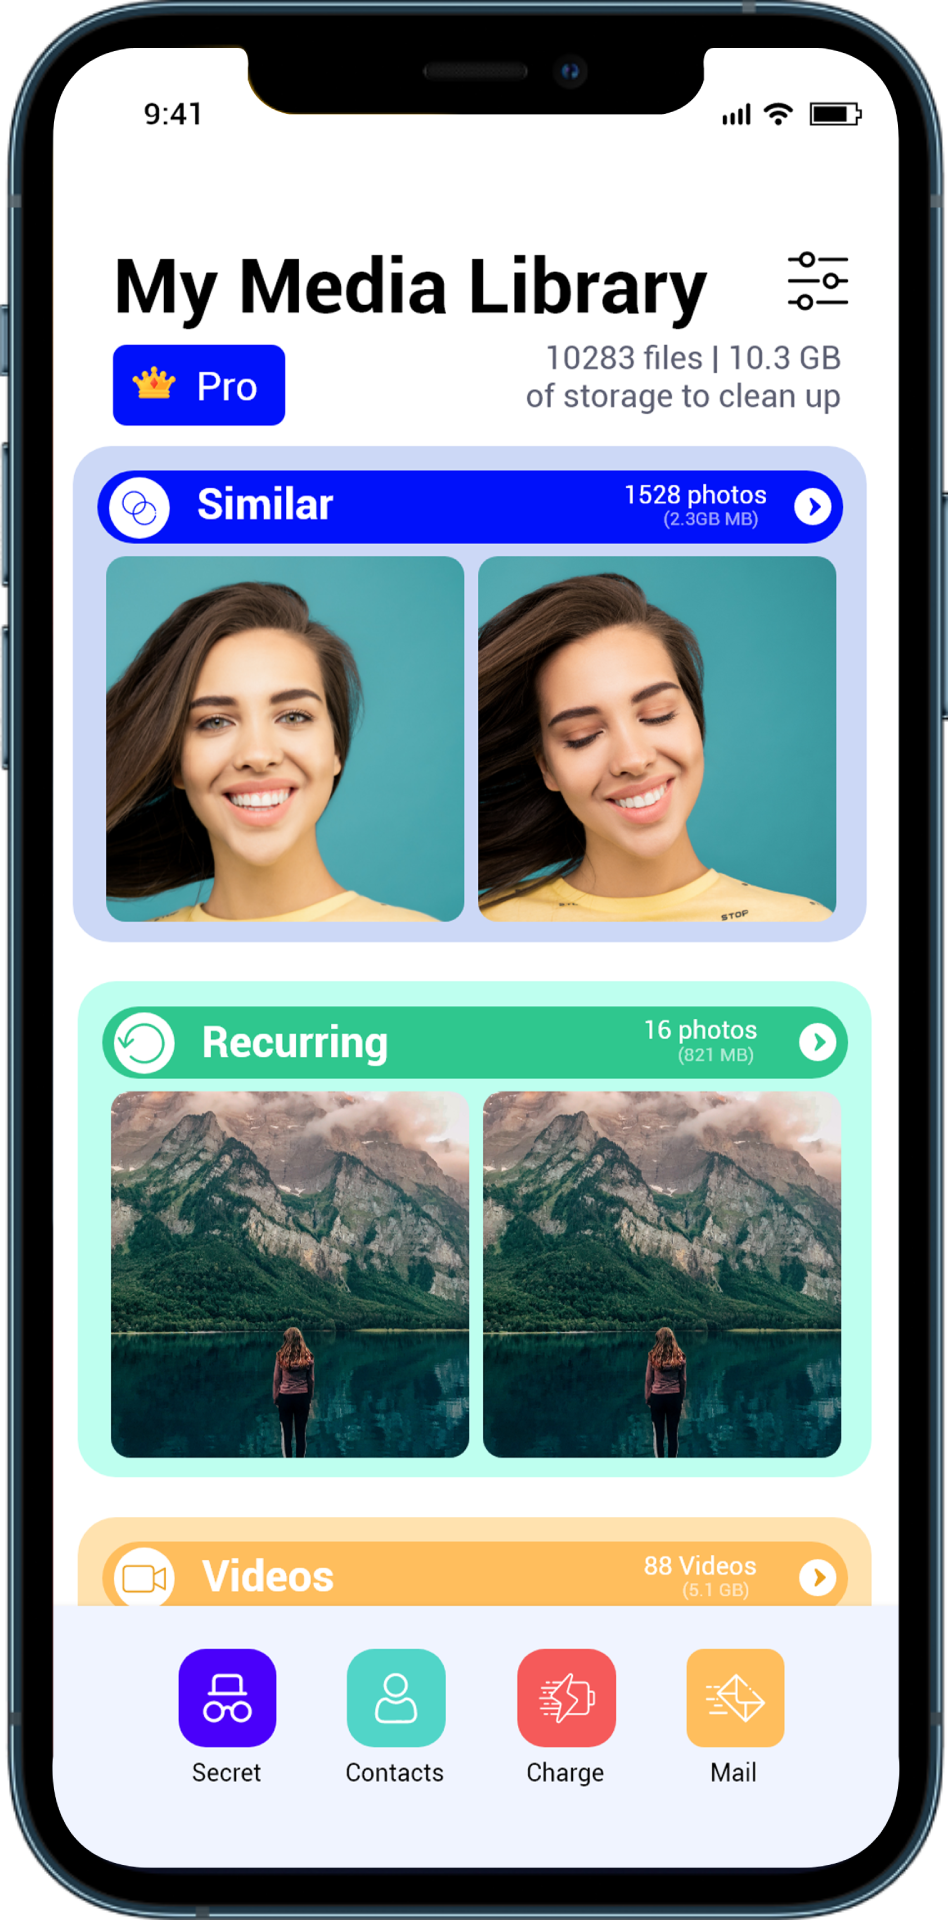 9:41
My Media Library
Pro
10283 files | 10.3 GB
of storage to clean up
Similar
1528 photos
(2.3GB MB)
STOP
Recurring
16 photos
(821 MB)
Videos
88 Videos
(5.1 GB)
Secret
Contacts
Charge
Mail